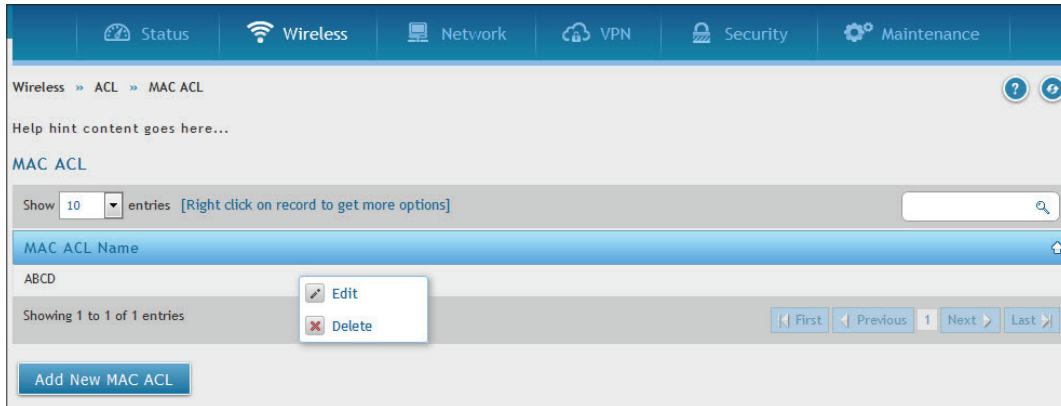 Status Wireless Network VPN Security Maintenance
Wireless » ACL » MAC ACL
?
Help hint content goes here...
MAC ACL
Show 10 entries [Right click on record to get more options]
MAC ACL Name
ABCD
Edit
Showing 1 to 1 of 1 entries
First Previous 1 Next Last
Delete
Add New MAC ACL